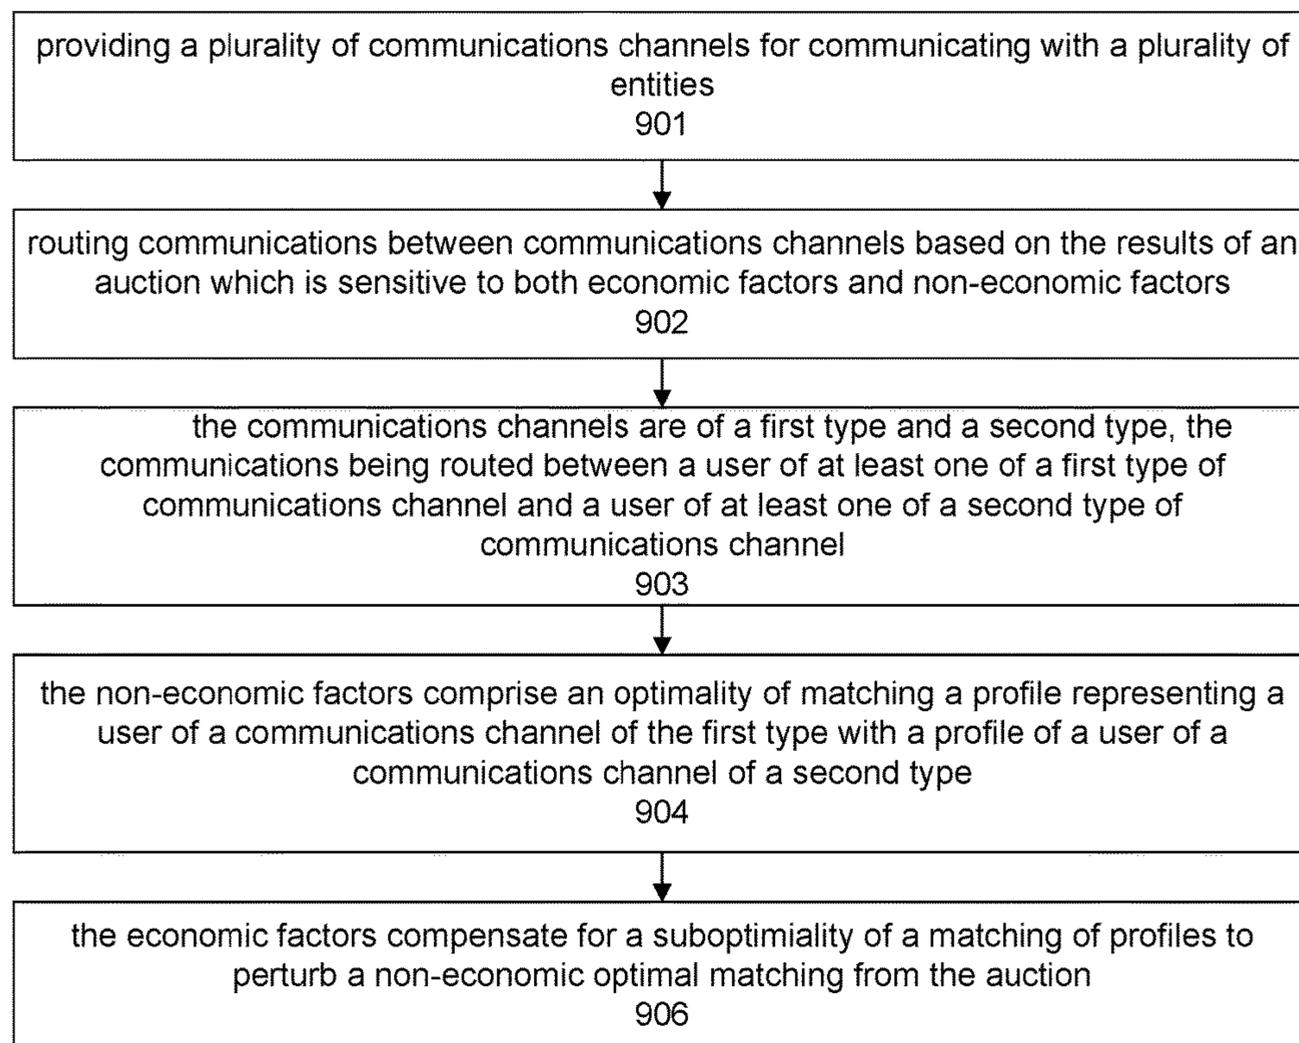 providing a plurality of communications channels for communicating with a plurality of
entities
901
routing communications between communications channels based on the results of an
auction which is sensitive to both economic factors and non-economic factors
902
the communications channels are of a first type and a second type, the
communications being routed between a user of at least one of a first type of
communications channel and a user of at least one of a second type of
communications channel
903
the non-economic factors comprise an optimality of matching a profile representing a
user of a communications channel of the first type with a profile of a user of a
communications channel of a second type
904
the economic factors compensate for a suboptimiality of a matching of profiles to
perturb a non-economic optimal matching from the auction
906